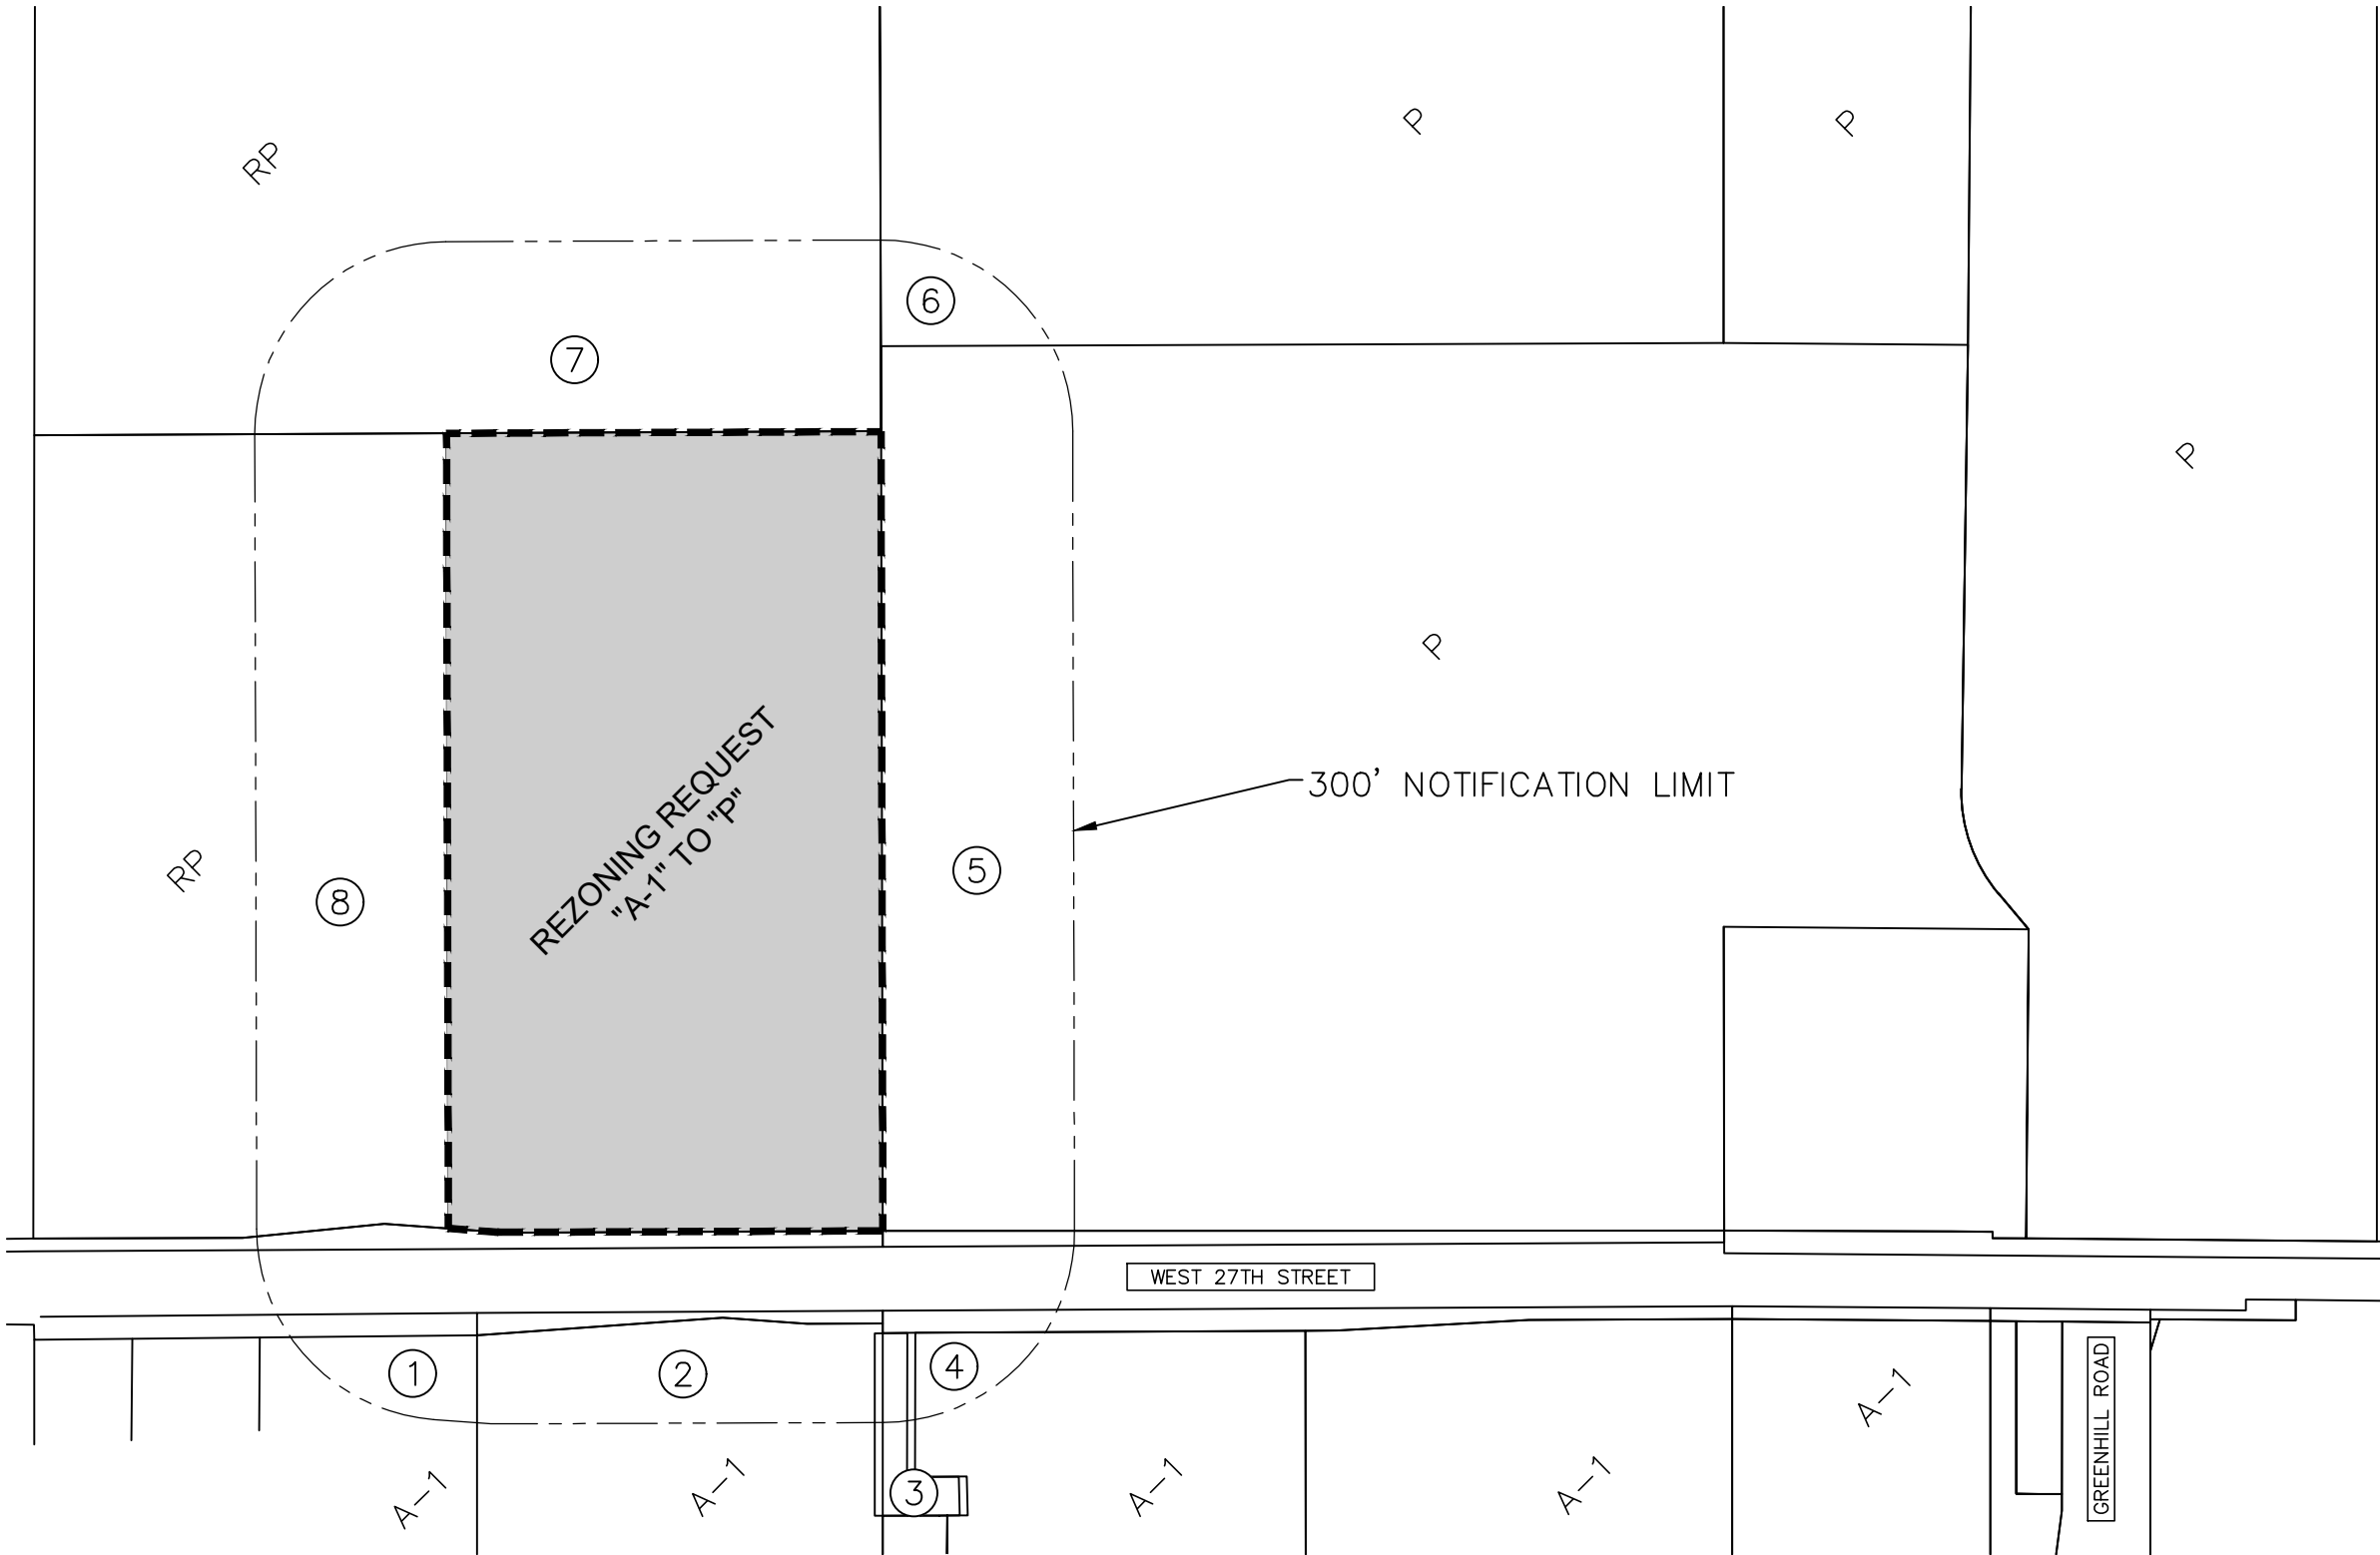 P
P
RP
6
7
P
P
REZONING REQUEST
"A-1" TO "P"
300' NOTIFICATION LIMIT
RP
8
5
WEST 27TH STREET
1
2
4
A-1
GREENHILL ROAD
A-1
A-1
A-1
A-1
3